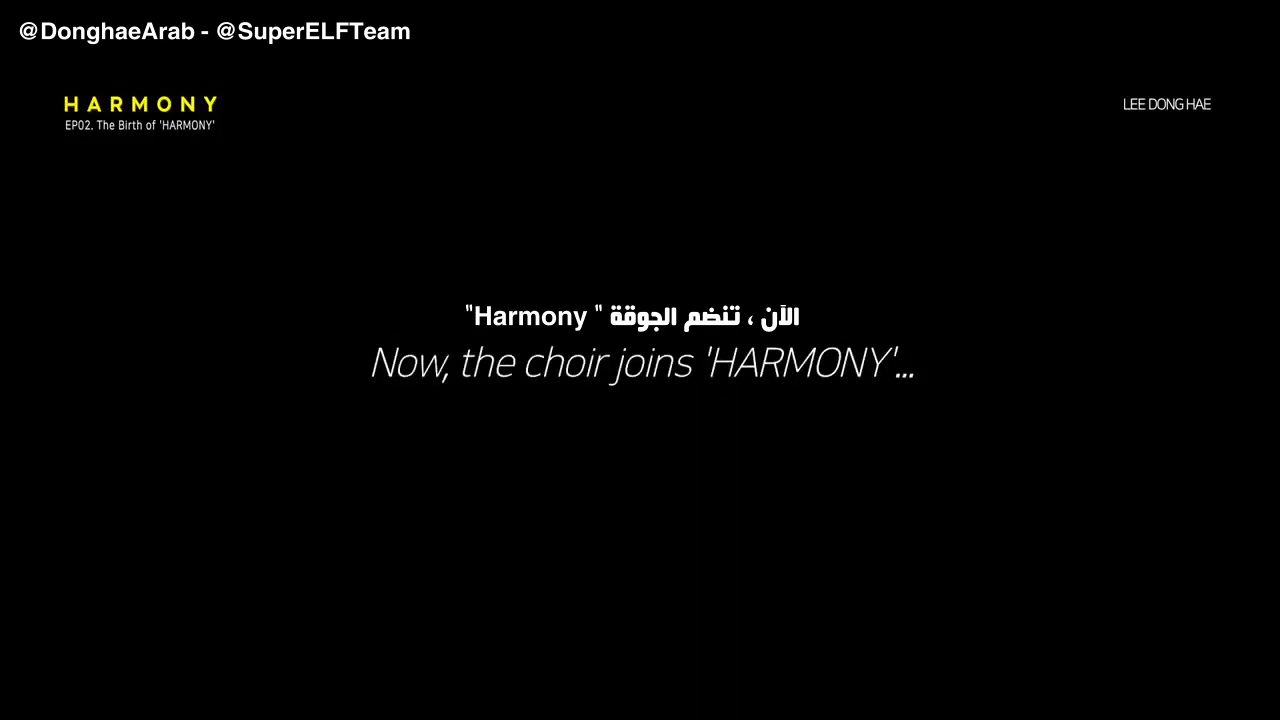 @DonghaeArab - @SuperELFTeam
HARMONY
LEE DONG HAE
EP02. The Birth of 'HARMONY'
الآن ، تنضم الجوقة " Harmony"
Now, the choir joins 'HARMONY'...